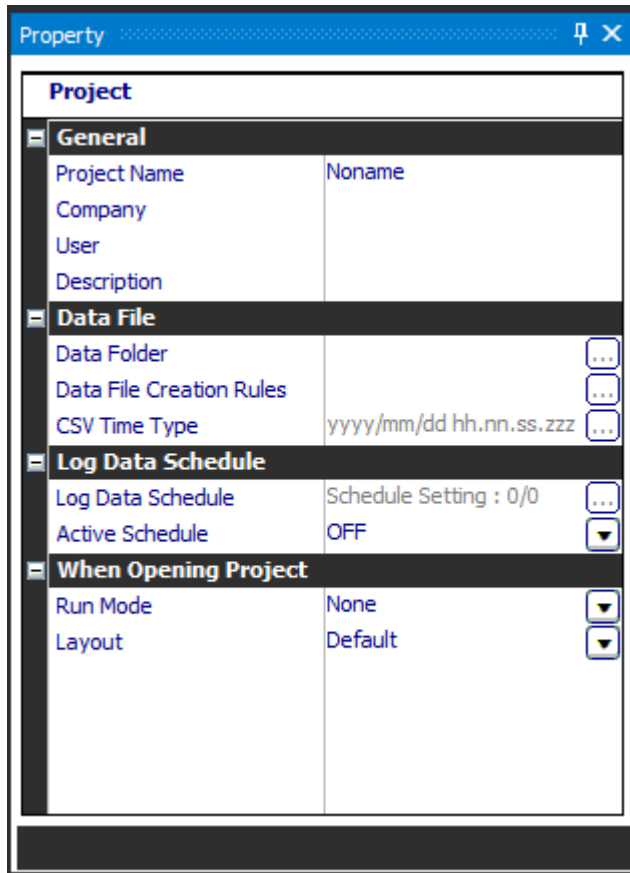 Property
Project
General
Project Name Noname
Company
User
Description
Data File
Data Folder ...
Data File Creation Rules ...
CSV Time Type yyyy/mm/dd hh.nn.ss.zzz ...
Log Data Schedule
Log Data Schedule Schedule Setting : 0/0 ...
Active Schedule OFF
When Opening Project
Run Mode None
Layout Default